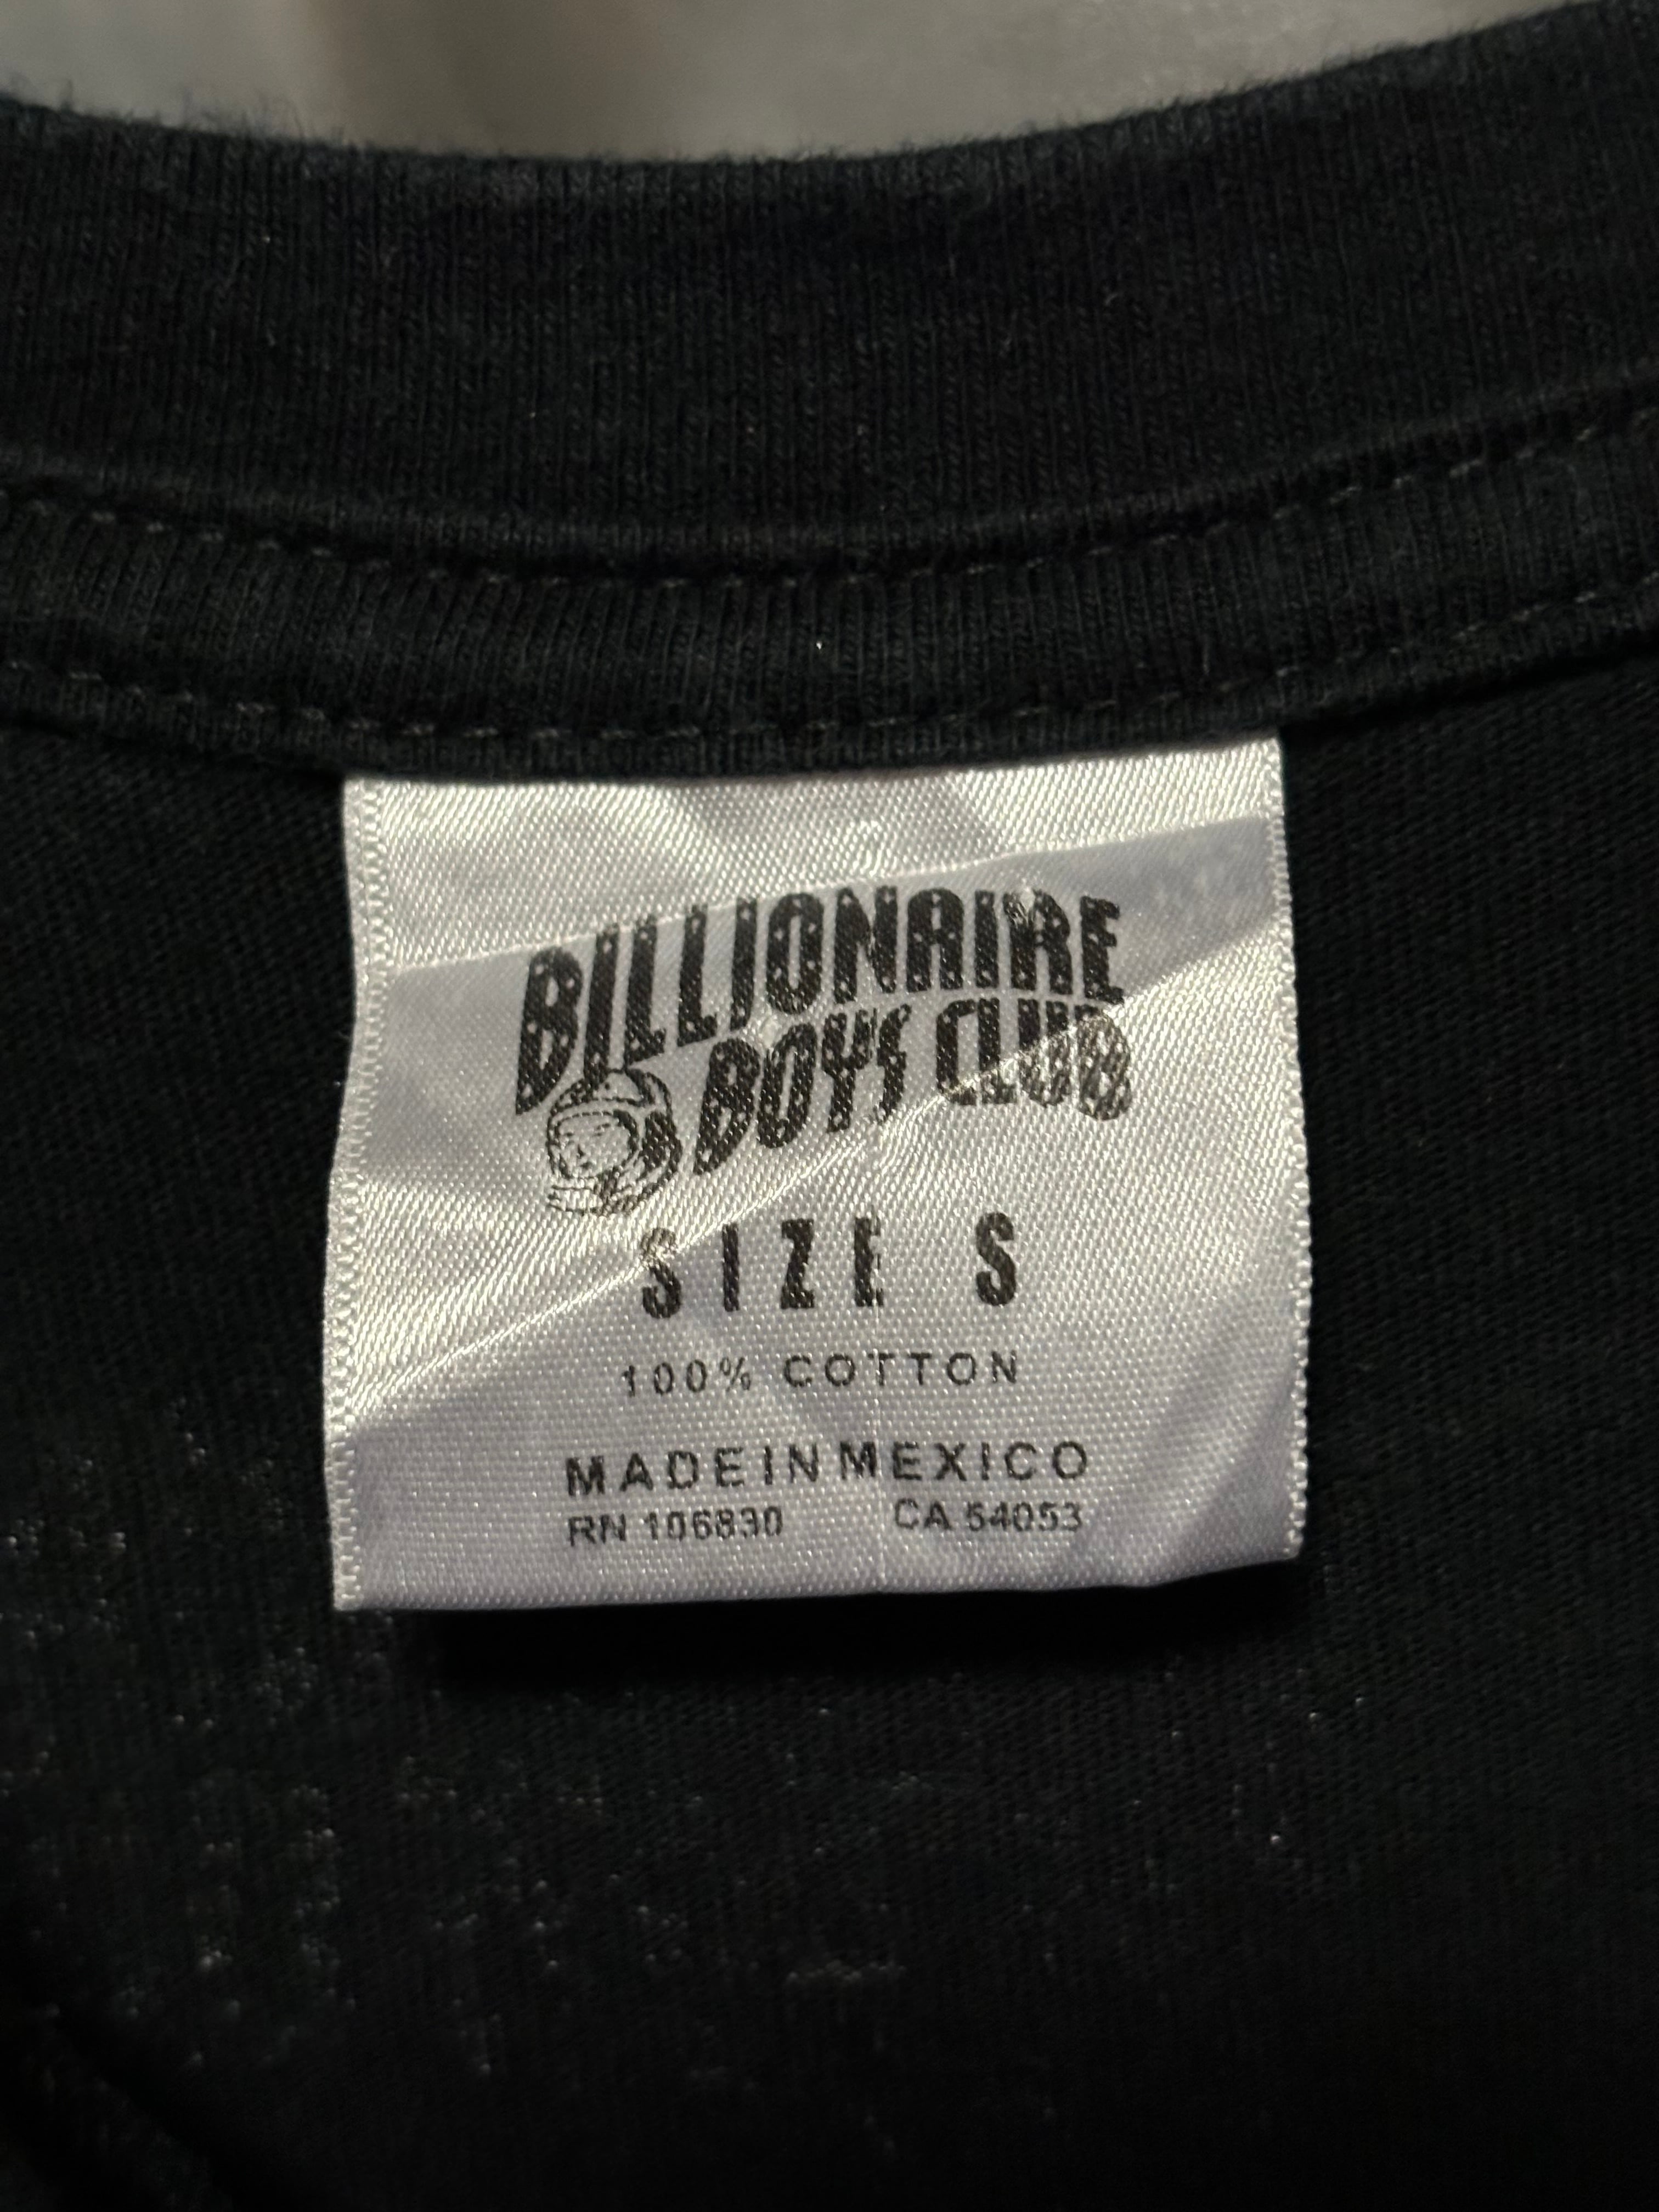 BILLIONAIRE
BOYS CLUB
SIZE S
100% COTTON
MADE IN MEXICO
RN 106830 CA 54053